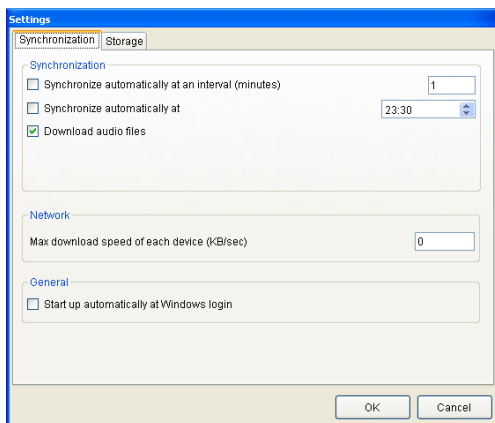 Settings
Synchronization Storage
Synchronization
Synchronize automatically at an interval (minutes) 1
Synchronize automatically at 23:30
Download audio files
Network
Max download speed of each device (KB/sec) 0
General
Start up automatically at Windows login
OK Cancel